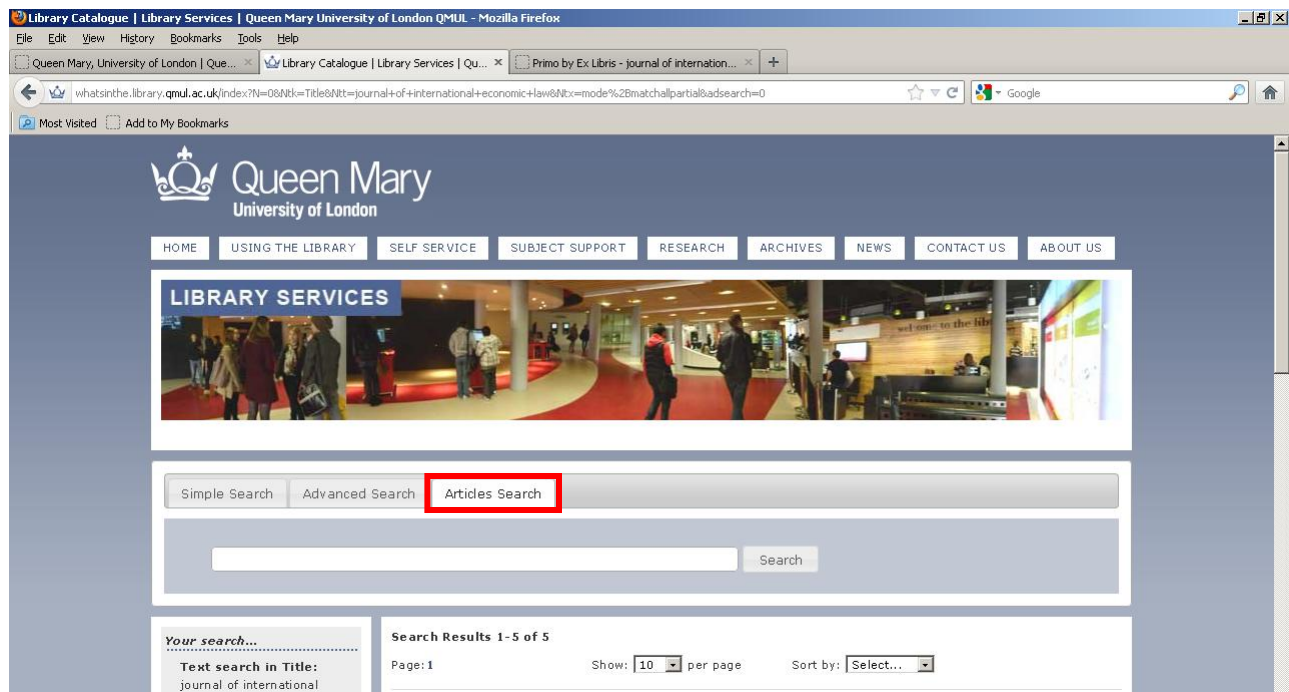 Library Catalogue | Library Services | Queen Mary University of London QMUL - Mozilla Firefox
File Edit View History Bookmarks Tools Help
Queen Mary, University of London | Que... Library Catalogue | Library Services | Qu... Primo by Ex Libris - journal of internation...
whatsinthe.library.qmul.ac.uk/index?N=0&Ntk=Title&Ntt=journal+of+international+economic+law&Ntx=mode%2Bmatchallpartial&adsearch=0 Google
Most Visited Add to My Bookmarks
Queen Mary
University of London
HOME USING THE LIBRARY SELF SERVICE SUBJECT SUPPORT RESEARCH ARCHIVES NEWS CONTACT US ABOUT US
LIBRARY SERVICES
welcome to the lib
Simple Search Advanced Search Articles Search
Search
Your search... Search Results 1-5 of 5
Text search in Title: Page: 1 Show: 10 per page Sort by: Select...
journal of international